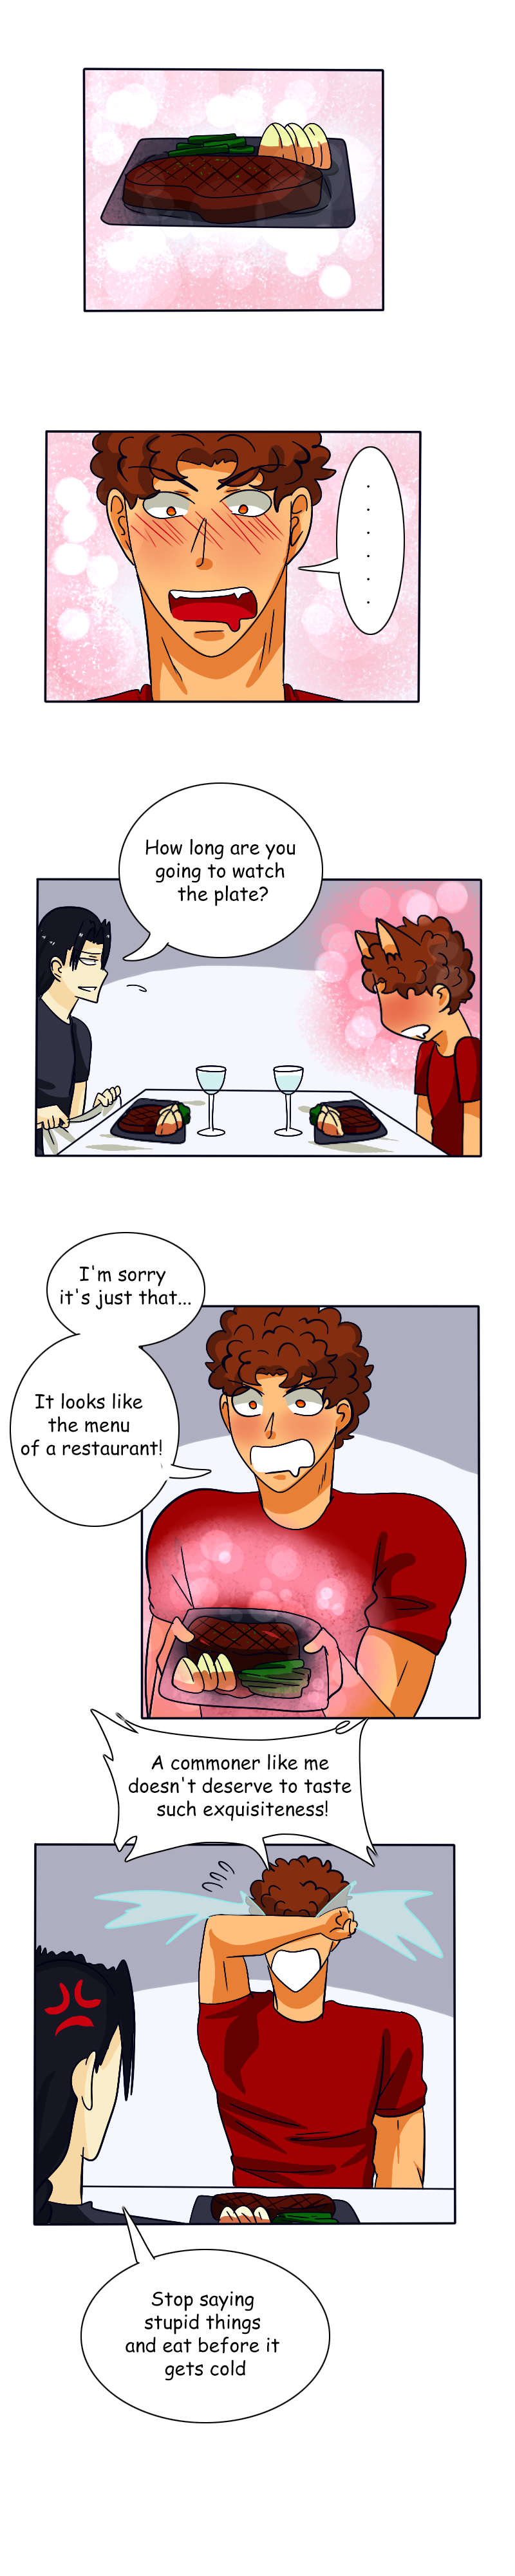 ......
How long are you
going to watch
the plate?
I'm sorry
it's just that...
It looks like
the menu
of a restaurant!
A commoner like me
doesn't deserve to taste
such exquisiteness!
Stop saying
stupid things
and eat before it
gets cold